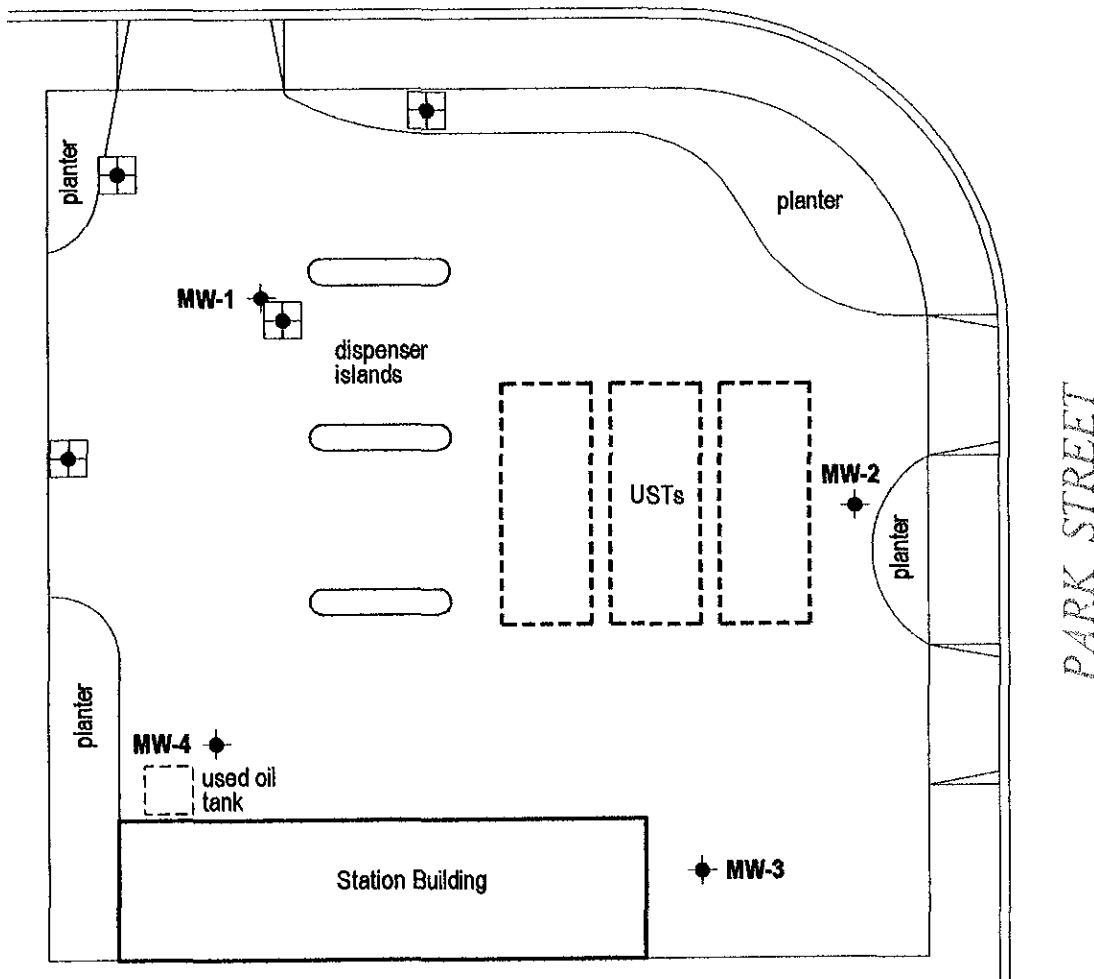 planter
planter
MW-1
dispenser
islands
MW-2
USTs
planter
PARK STREET
planter
MW-4
used oil
tank
Station Building
MW-3